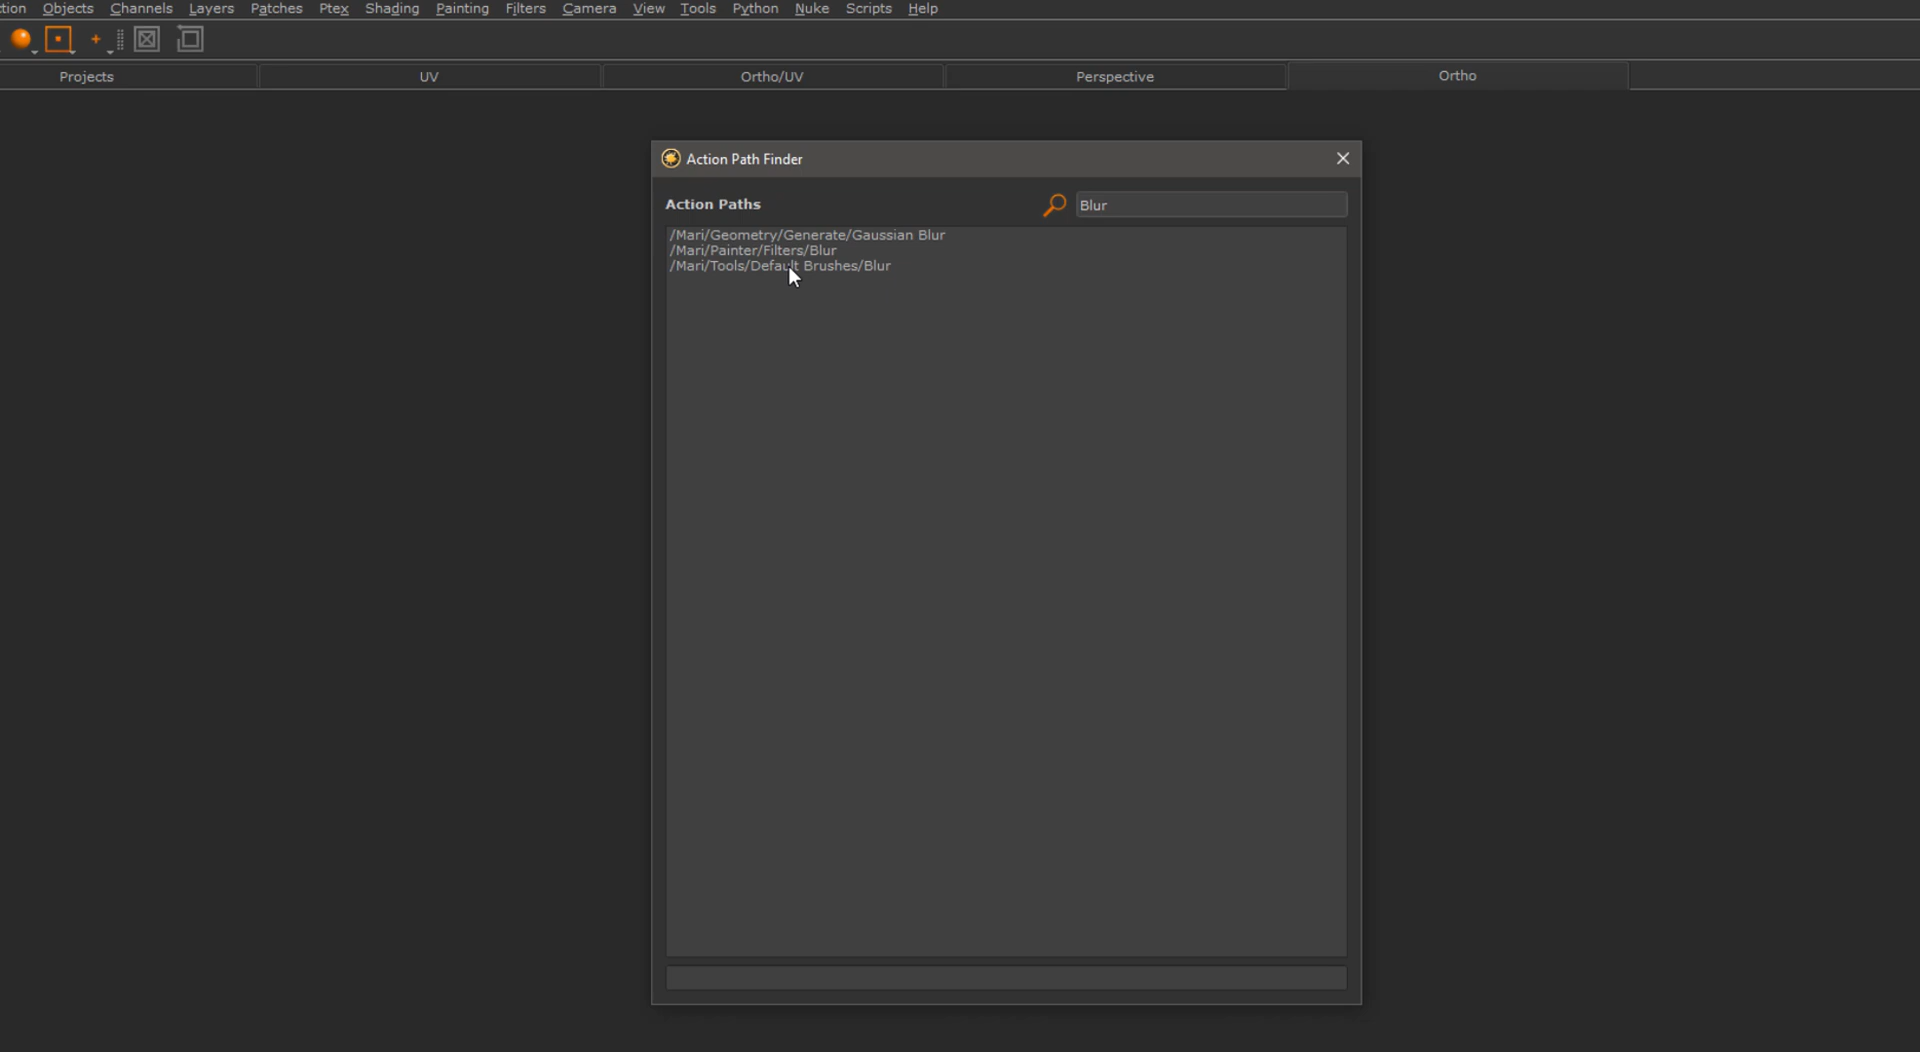 Objects Channels Layers Patches Ptex Shading Painting Filters Camera View Tools Python Nuke Scripts Help
Projects UV Ortho/UV Perspective Ortho
Action Path Finder
Action Paths Blur
/Mari/Geometry/Generate/Gaussian Blur
/Mari/Painter/Filters/Blur
/Mari/Tools/Default Brushes/Blur